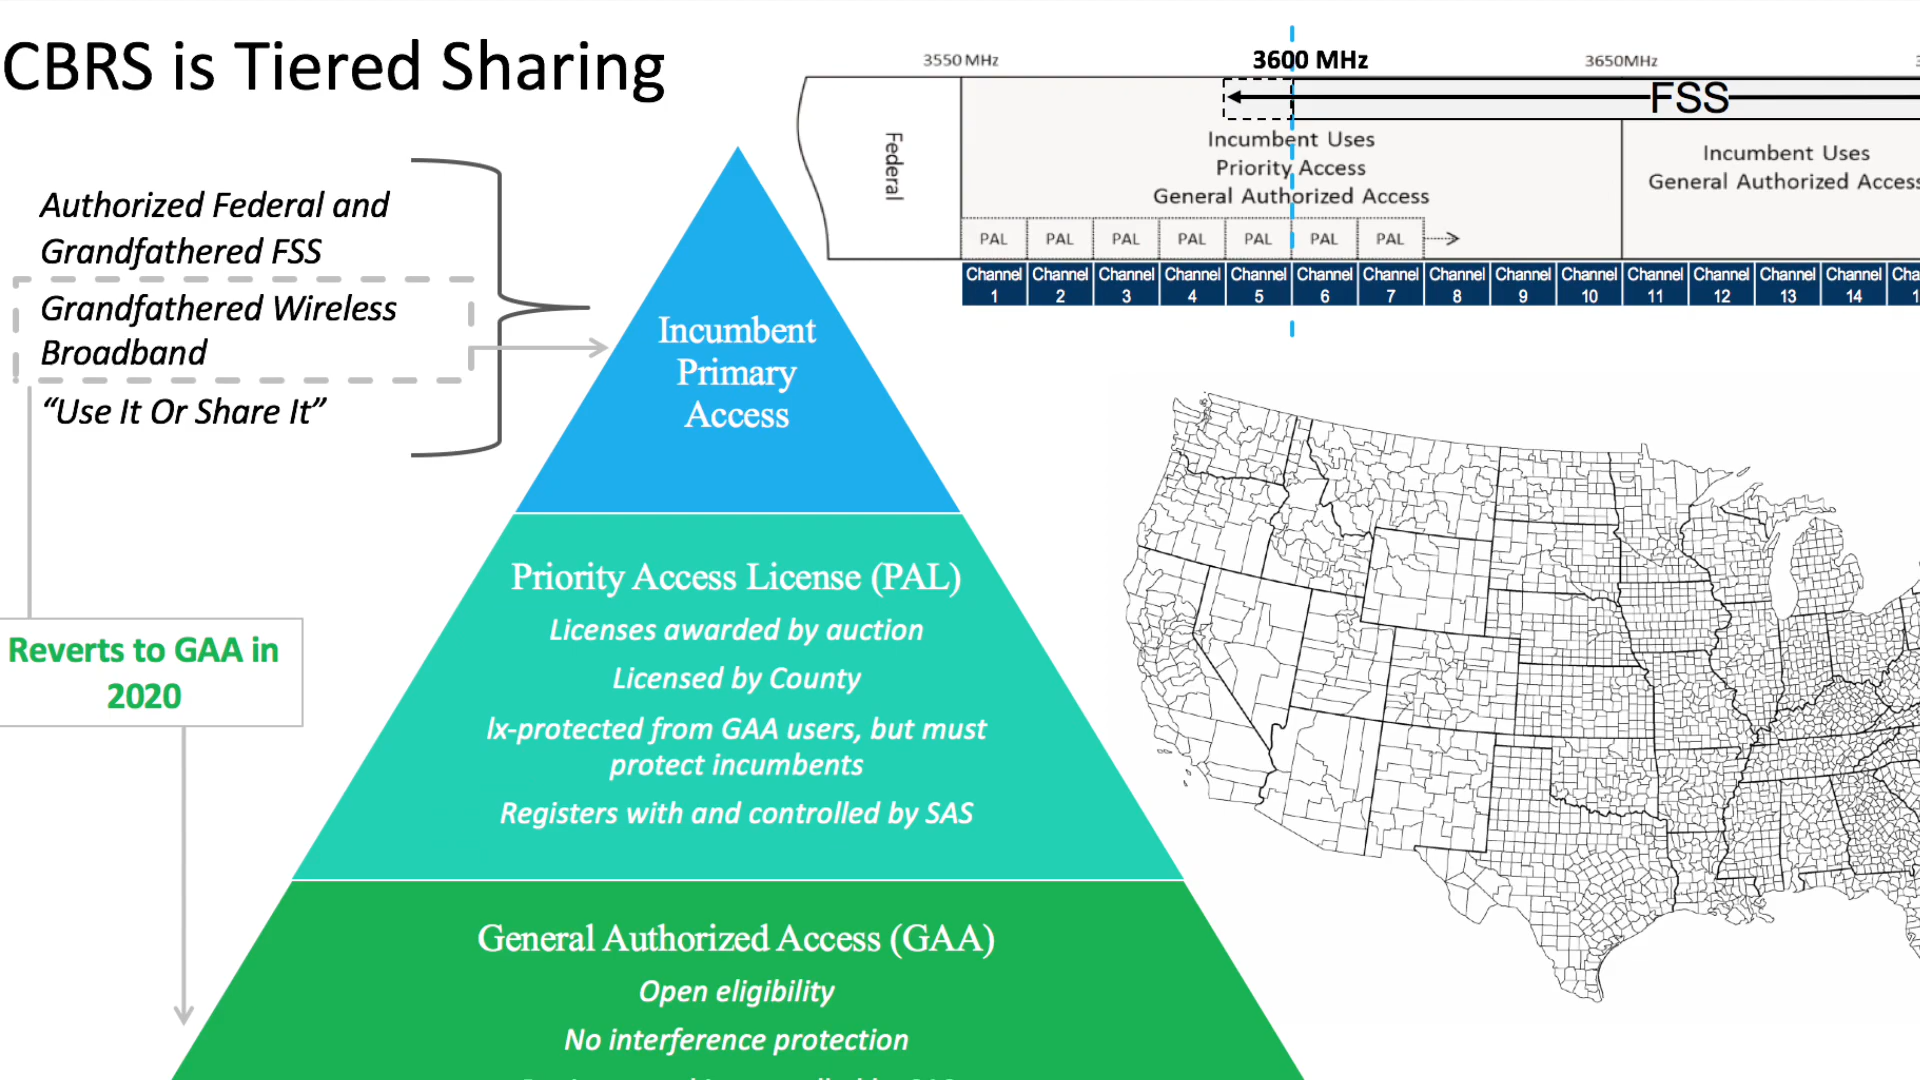 CBRS is Tiered Sharing
3550 MHz
3600 MHz
3650MHz
FSS
Federal
Incumbent Uses
Priority Access
General Authorized Access
Incumbent Uses
General Authorized Access
PAL PAL PAL PAL PAL PAL PAL
Channel 1
Channel 2
Channel 3
Channel 4
Channel 5
Channel 6
Channel 7
Channel 8
Channel 9
Channel 10
Channel 11
Channel 12
Channel 13
Channel 14
Authorized Federal and
Grandfathered FSS
Grandfathered Wireless
Broadband
“Use It Or Share It”
Reverts to GAA in
2020
Incumbent
Primary
Access
Priority Access License (PAL)
Licenses awarded by auction
Licensed by County
Ix-protected from GAA users, but must
protect incumbents
Registers with and controlled by SAS
General Authorized Access (GAA)
Open eligibility
No interference protection